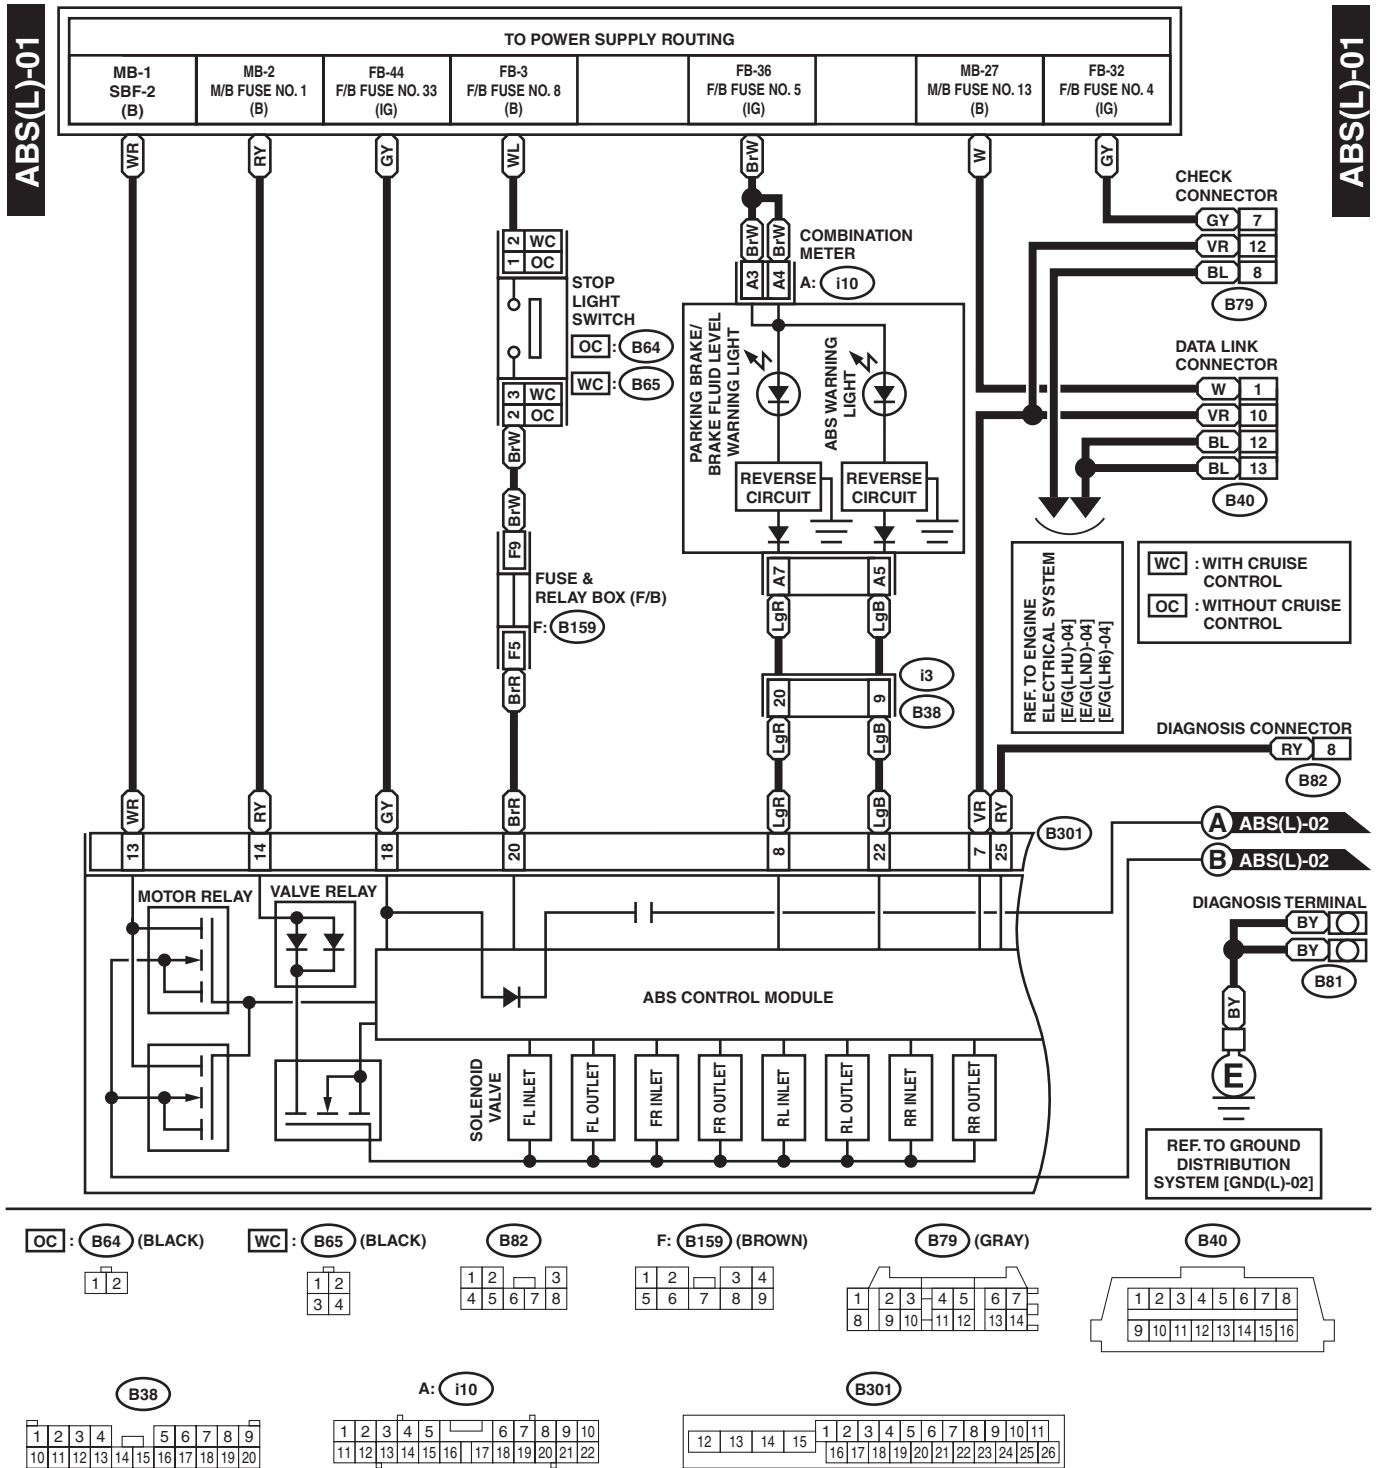 ABS(L)-01
ABS(L)-01
TO POWER SUPPLY ROUTING
MB-1
SBF-2
(B)
MB-2
M/B FUSE NO. 1
(B)
FB-44
F/B FUSE NO. 33
(IG)
FB-3
F/B FUSE NO. 8
(B)
FB-36
F/B FUSE NO. 5
(IG)
MB-27
M/B FUSE NO. 13
(B)
FB-32
F/B FUSE NO. 4
(IG)
WR
RY
GY
WL
BrW
W
GY
CHECK
CONNECTOR
GY 7
VR 12
BL 8
B79
2 WC
1 OC
STOP
LIGHT
SWITCH
OC : B64
WC : B65
3 WC
2 OC
BrW
BrW
F9
FUSE &
RELAY BOX (F/B)
F: B159
F5
BrR
BrW BrW
A3 A4
COMBINATION
METER
A: i10
PARKING BRAKE/
BRAKE FLUID LEVEL
WARNING LIGHT
ABS WARNING
LIGHT
REVERSE
CIRCUIT
REVERSE
CIRCUIT
A7 A5
LgR LgB
20 9
i3
B38
LgR LgB
DATA LINK
CONNECTOR
W 1
VR 10
BL 12
BL 13
B40
REF. TO ENGINE
ELECTRICAL SYSTEM
[E/G(LHU)-04]
[E/G(LND)-04]
[E/G(LH6)-04]
WC : WITH CRUISE
CONTROL
OC : WITHOUT CRUISE
CONTROL
DIAGNOSIS CONNECTOR
RY 8
B82
WR RY GY BrR LgR LgB VR RY
13 14 18 20 8 22 7 25
B301
A ABS(L)-02
B ABS(L)-02
MOTOR RELAY
VALVE RELAY
ABS CONTROL MODULE
SOLENOID
VALVE
FL INLET
FL OUTLET
FR INLET
FR OUTLET
RL INLET
RL OUTLET
RR INLET
RR OUTLET
DIAGNOSIS TERMINAL
BY
BY
B81
BY
E
REF. TO GROUND
DISTRIBUTION
SYSTEM [GND(L)-02]
OC : B64 (BLACK)
1 2
WC : B65 (BLACK)
1 2
3 4
B82
1 2 3
4 5 6 7 8
F: B159 (BROWN)
1 2 3 4
5 6 7 8 9
B79 (GRAY)
1 2 3 4 5 6 7
8 9 10 11 12 13 14
B40
1 2 3 4 5 6 7 8
9 10 11 12 13 14 15 16
B38
1 2 3 4 5 6 7 8 9
10 11 12 13 14 15 16 17 18 19 20
A: i10
1 2 3 4 5 6 7 8 9 10
11 12 13 14 15 16 17 18 19 20 21 22
B301
12 13 14 15 1 2 3 4 5 6 7 8 9 10 11
16 17 18 19 20 21 22 23 24 25 26